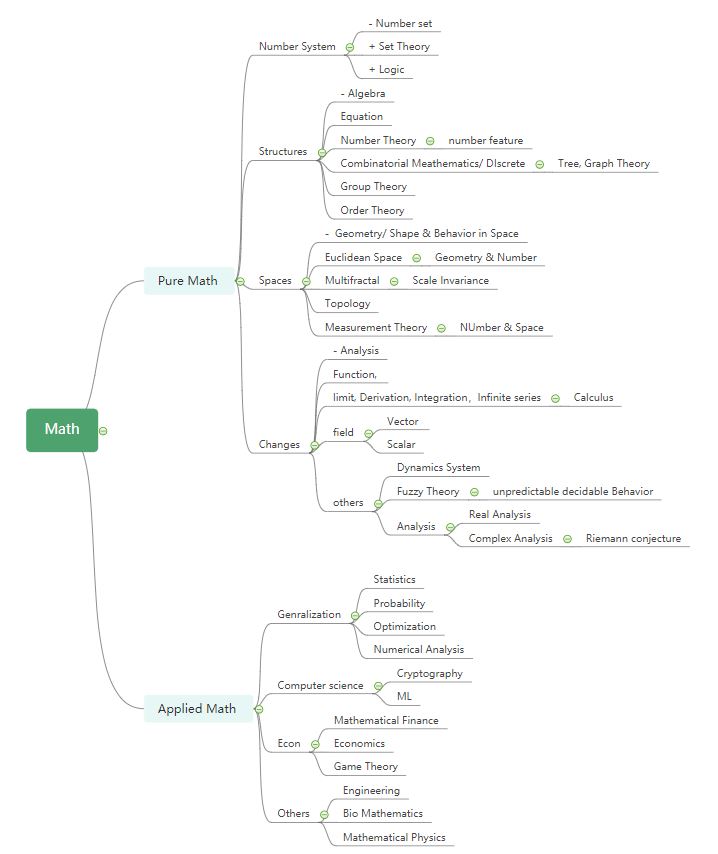 Math
Pure Math
Number System
- Number set
+ Set Theory
+ Logic
Structures
- Algebra
Equation
Number Theory
number feature
Combinatorial Meathematics/ DIscrete
Tree, Graph Theory
Group Theory
Order Theory
Spaces
- Geometry/ Shape & Behavior in Space
Euclidean Space
Geometry & Number
Multifractal
Scale Invariance
Topology
Measurement Theory
NUmber & Space
Changes
- Analysis
Function,
limit, Derivation, Integration, Infinite series
Calculus
field
Vector
Scalar
others
Dynamics System
Fuzzy Theory
unpredictable decidable Behavior
Analysis
Real Analysis
Complex Analysis
Riemann conjecture
Applied Math
Genralization
Statistics
Probability
Optimization
Numerical Analysis
Computer science
Cryptography
ML
Econ
Mathematical Finance
Economics
Game Theory
Others
Engineering
Bio Mathematics
Mathematical Physics